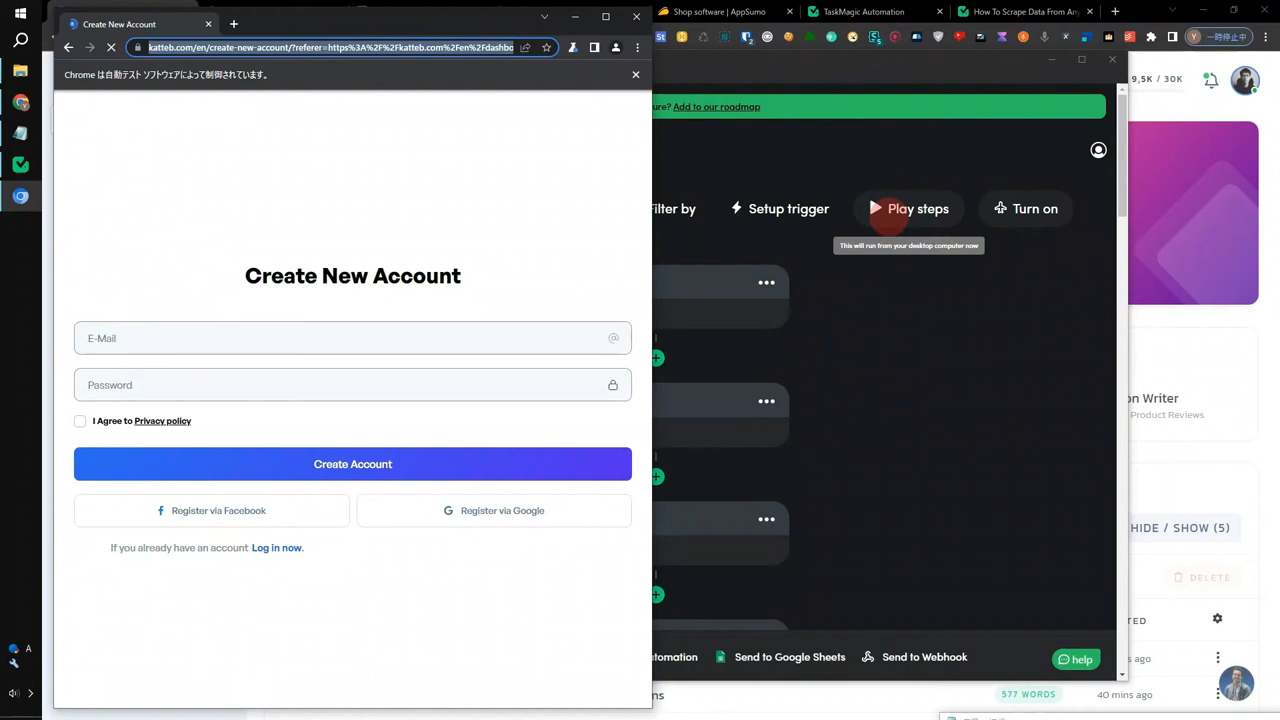 Create New Account
Shop software | AppSumo
TaskMagic Automation
How To Scrape Data From An
katteb.com/en/create-new-account/?referer=https%3A%2F%2Fkatteb.com%2Fen%2Fdashbo
一時停止中
Chrome は自動テスト ソフトウェアによって制御されています。
9,5K / 30K
ure? Add to our roadmap
Filter by
Setup trigger
Play steps
Turn on
This will run from your desktop computer now
Create New Account
E-Mail
Password
I Agree to Privacy policy
Create Account
Register via Facebook
Register via Google
If you already have an account Log in now.
on Writer
Product Reviews.
HIDE / SHOW (5)
DELETE
TED
s ago
utomation
Send to Google Sheets
Send to Webhook
help
ns
577 WORDS
40 mins ago
A